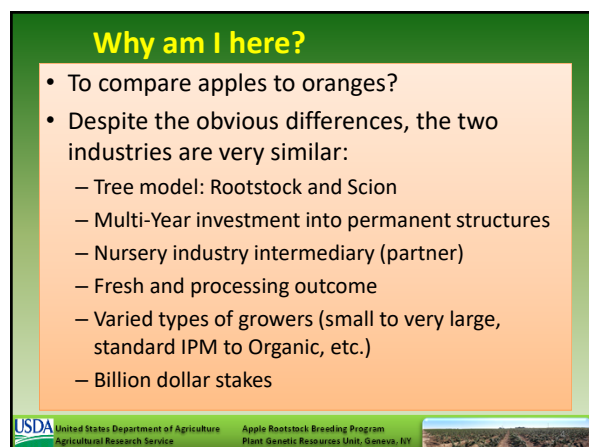 Why am I here?
• To compare apples to oranges?
• Despite the obvious differences, the two
industries are very similar:
– Tree model: Rootstock and Scion
– Multi-Year investment into permanent structures
– Nursery industry intermediary (partner)
– Fresh and processing outcome
– Varied types of growers (small to very large,
standard IPM to Organic, etc.)
– Billion dollar stakes
USDA United States Department of Agriculture Apple Rootstock Breeding Program
Agricultural Research Service Plant Genetic Resources Unit, Geneva, NY